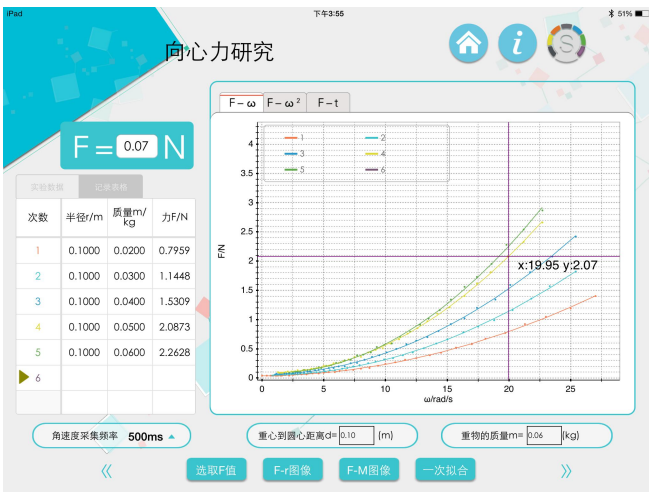 iPad 下午3:55 51%
向心力研究
i S
F = 0.07 N
F-ω F-ω² F-t
实验数据 记录表格
次数 半径r/m 质量m/kg 力F/N
1 0.1000 0.0200 0.7959
2 0.1000 0.0300 1.1448
3 0.1000 0.0400 1.5309
4 0.1000 0.0500 2.0873
5 0.1000 0.0600 2.2628
6
1 2
3 4
5 6
4
3.5
3
2.5
2
1.5
1
0.5
0
F/N
x:19.95 y:2.07
0 5 10 15 20 25
ω/rad/s
角速度采集频率 500ms
重心到圆心距离d= 0.10 (m)
重物的质量m= 0.06 (kg)
选取F值 F-r图像 F-M图像 一次拟合